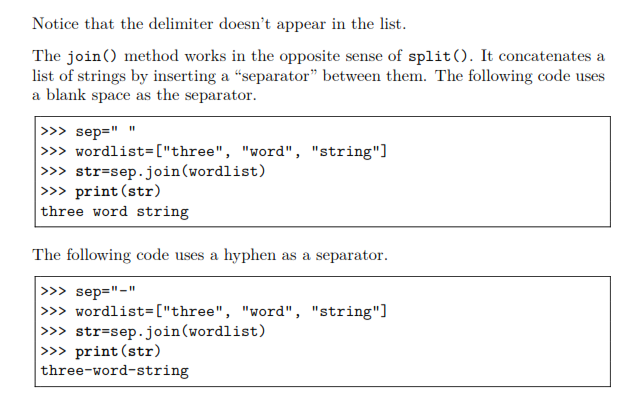 Notice that the delimiter doesn’t appear in the list.
The join() method works in the opposite sense of split(). It concatenates a
list of strings by inserting a “separator” between them. The following code uses
a blank space as the separator.
>>> sep=" "
>>> wordlist=["three", "word", "string"]
>>> str=sep.join(wordlist)
>>> print(str)
three word string
The following code uses a hyphen as a separator.
>>> sep="-"
>>> wordlist=["three", "word", "string"]
>>> str=sep.join(wordlist)
>>> print(str)
three-word-string